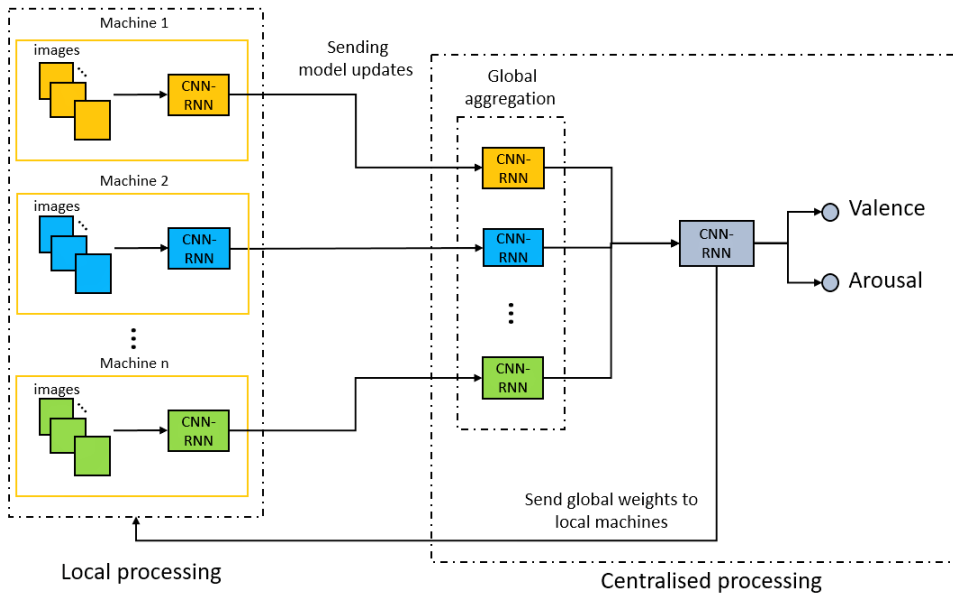 Machine 1
images
CNN-
RNN
Machine 2
images
CNN-
RNN
Machine n
images
CNN-
RNN
Local processing
Sending
model updates
Global
aggregation
CNN-
RNN
CNN-
RNN
CNN-
RNN
CNN-
RNN
Valence
Arousal
Send global weights to
local machines
Centralised processing